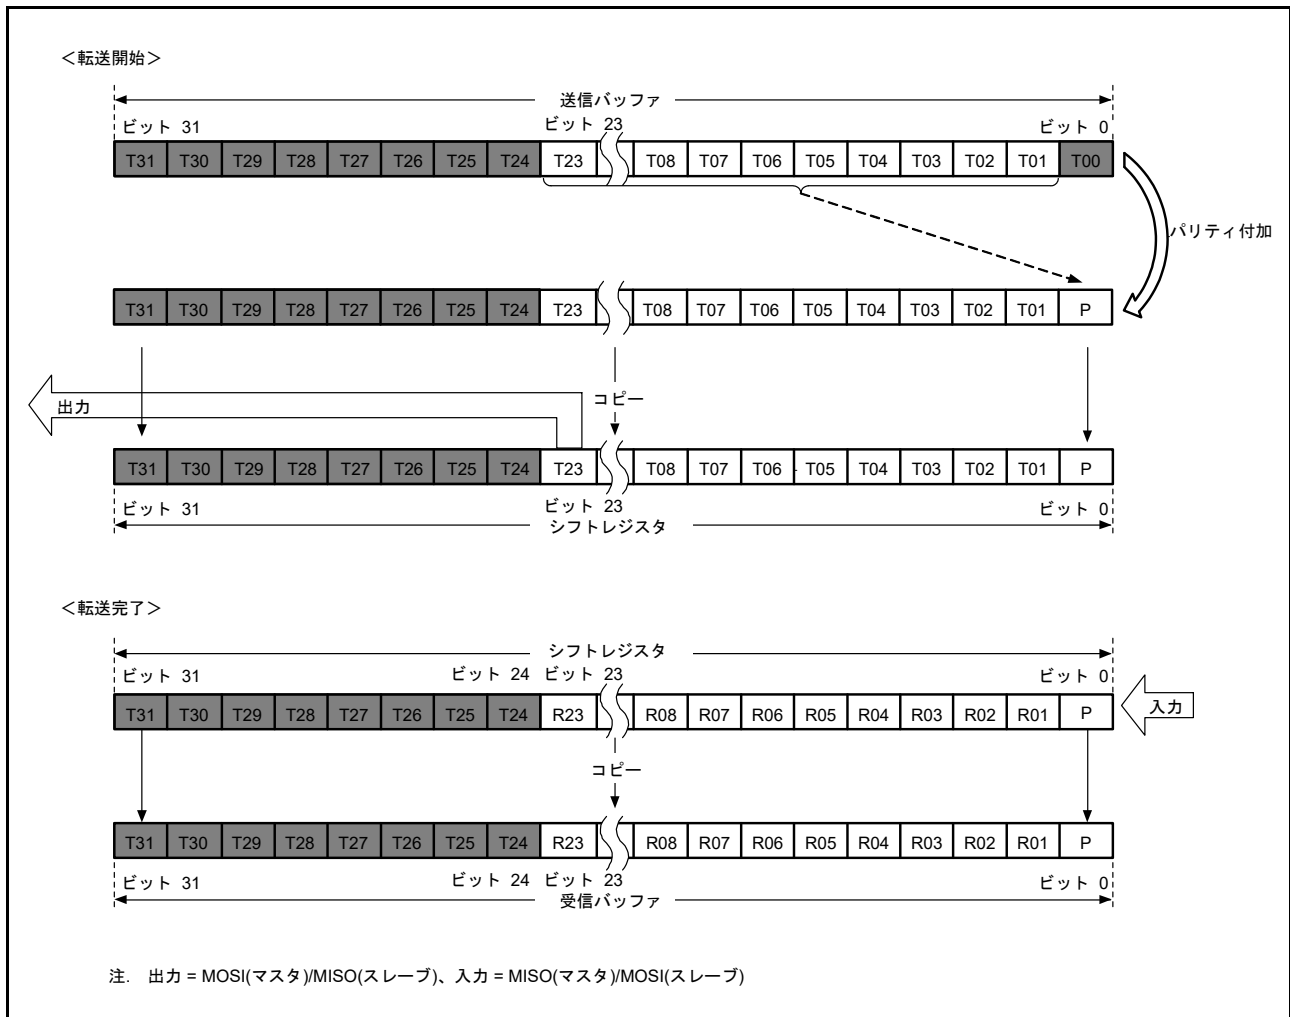 ＜転送開始＞
送信バッファ
ビット 31 ビット 23 ビット 0
T31 T30 T29 T28 T27 T26 T25 T24 T23 T08 T07 T06 T05 T04 T03 T02 T01 T00
パリティ付加
T31 T30 T29 T28 T27 T26 T25 T24 T23 T08 T07 T06 T05 T04 T03 T02 T01 P
出力 コピー
T31 T30 T29 T28 T27 T26 T25 T24 T23 T08 T07 T06 T05 T04 T03 T02 T01 P
ビット 31 ビット 23 ビット 0
シフトレジスタ
＜転送完了＞
シフトレジスタ
ビット 31 ビット 24 ビット 23 ビット 0
T31 T30 T29 T28 T27 T26 T25 T24 R23 R08 R07 R06 R05 R04 R03 R02 R01 P 入力
コピー
T31 T30 T29 T28 T27 T26 T25 T24 R23 R08 R07 R06 R05 R04 R03 R02 R01 P
ビット 31 ビット 24 ビット 23 ビット 0
受信バッファ
注. 出力 = MOSI(マスタ)/MISO(スレーブ)、入力 = MISO(マスタ)/MOSI(スレーブ)